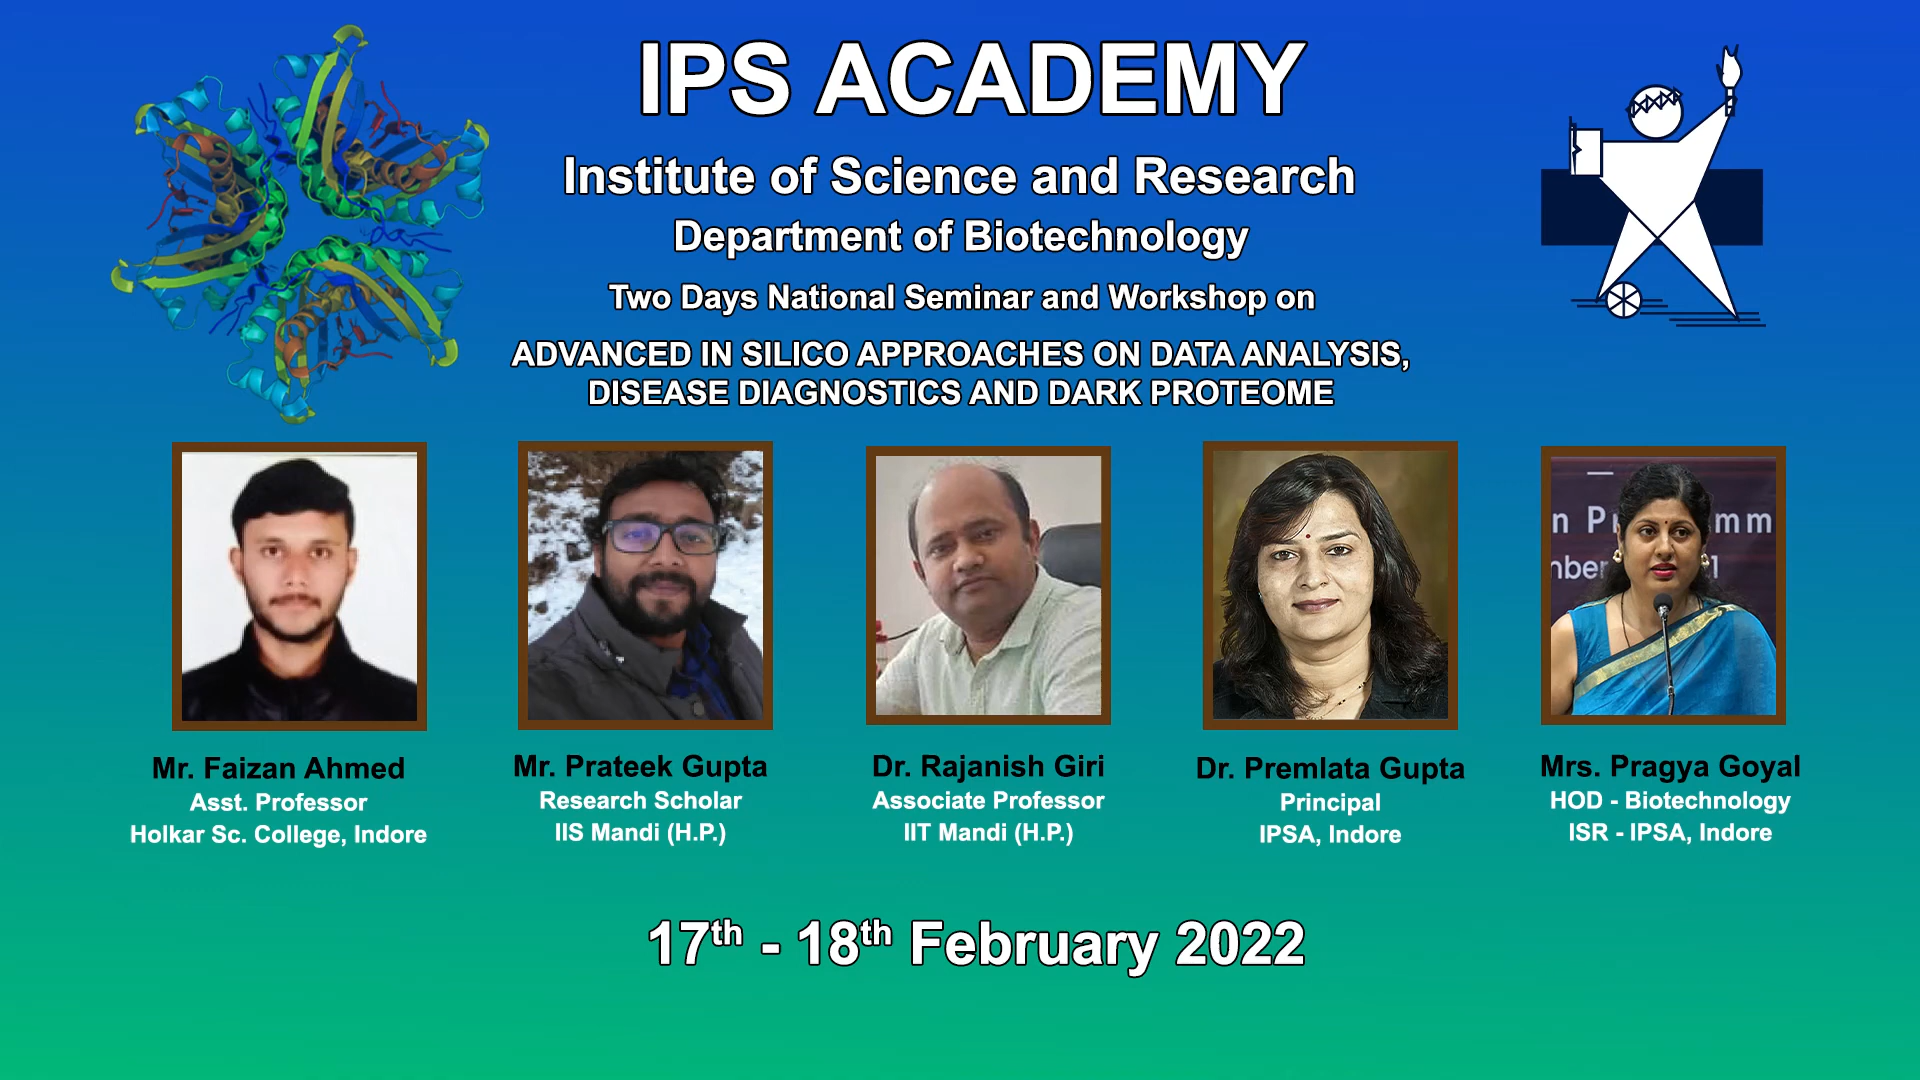 IPS ACADEMY
Institute of Science and Research
Department of Biotechnology
Two Days National Seminar and Workshop on
ADVANCED IN SILICO APPROACHES ON DATA ANALYSIS,
DISEASE DIAGNOSTICS AND DARK PROTEOME
n P mm
mber 1
Mr. Faizan Ahmed
Asst. Professor
Holkar Sc. College, Indore
Mr. Prateek Gupta
Research Scholar
IIS Mandi (H.P.)
Dr. Rajanish Giri
Associate Professor
IIT Mandi (H.P.)
Dr. Premlata Gupta
Principal
IPSA, Indore
Mrs. Pragya Goyal
HOD - Biotechnology
ISR - IPSA, Indore
17th - 18th February 2022